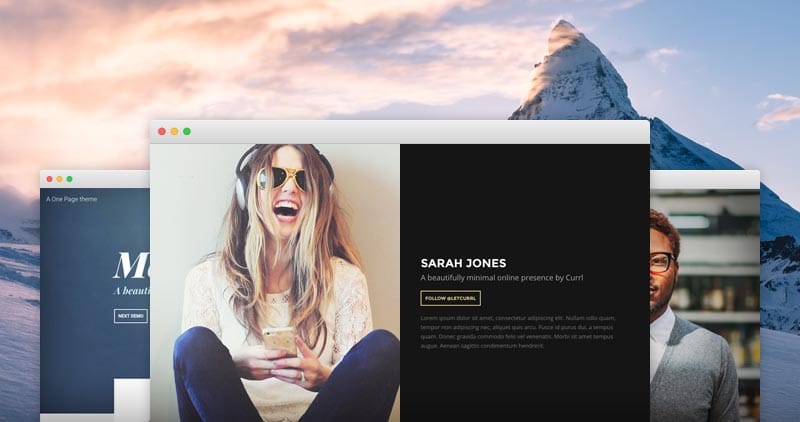 A One Page theme
A beauti
NEXT DEMO
SARAH JONES
A beautifully minimal online presence by Currl
FOLLOW @LETCURRL
Lorem ipsum dolor sit amet, consectetur adipiscing elit. Nullam odio quam,
tempor non adipiscing nec, aliquet quis arcu. Fusce id purus dui, a tempus
quam. Donec gravida commodo felis vel venenatis. Morbi sit amet tempus
augue. Aenean sagittis condimentum hendrerit.